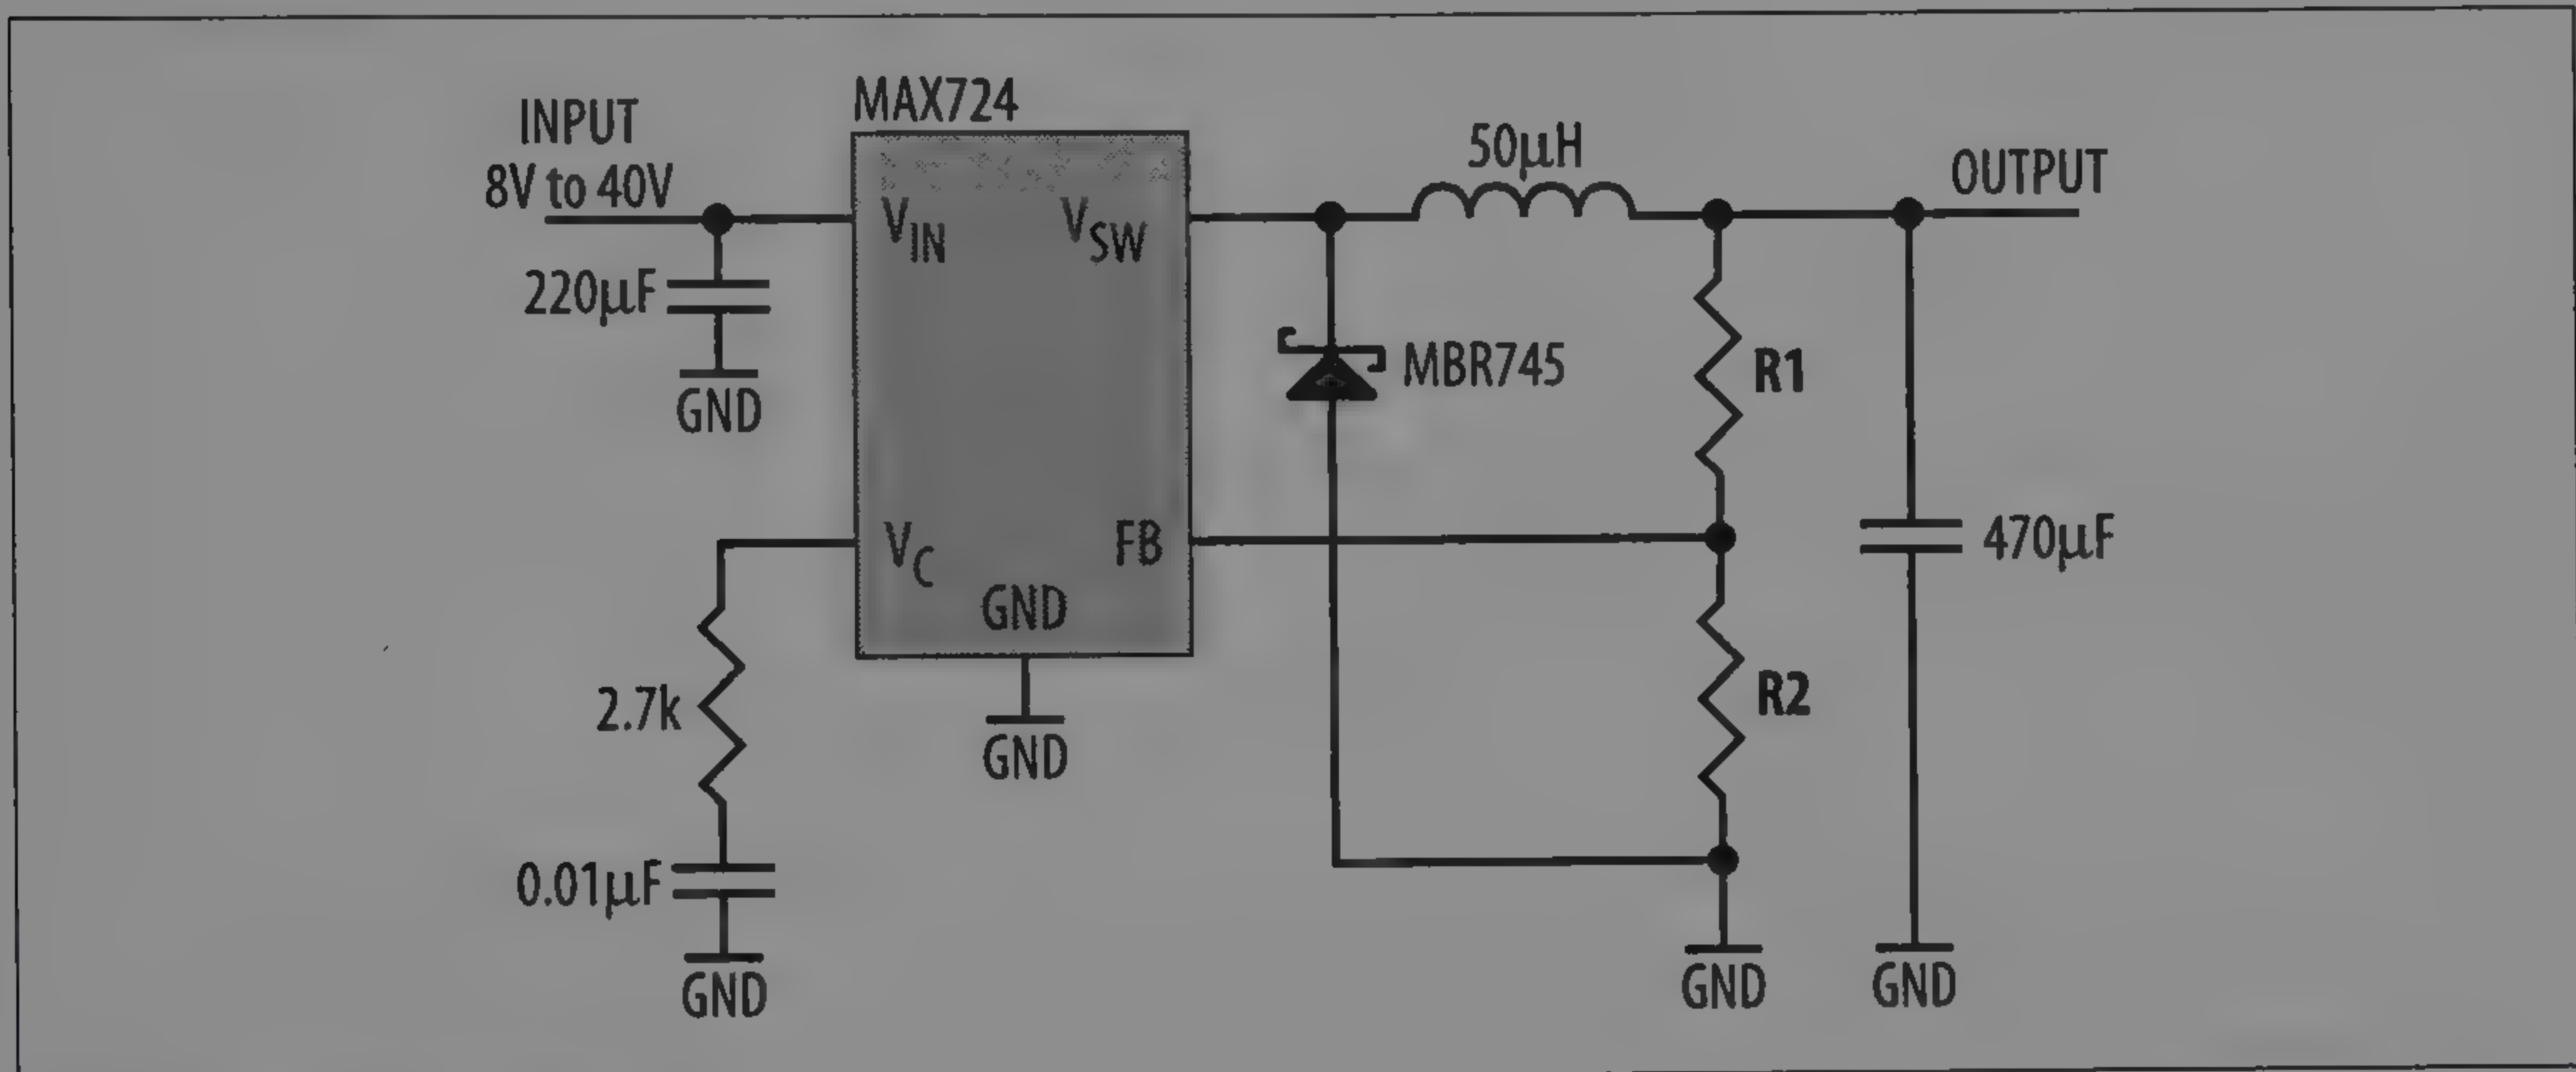 MAX724
INPUT
8V to 40V
50µH
OUTPUT
VIN
VSW
220µF
GND
MBR745
R1
VC
FB
470µF
GND
GND
2.7k
R2
0.01µF
GND
GND
GND